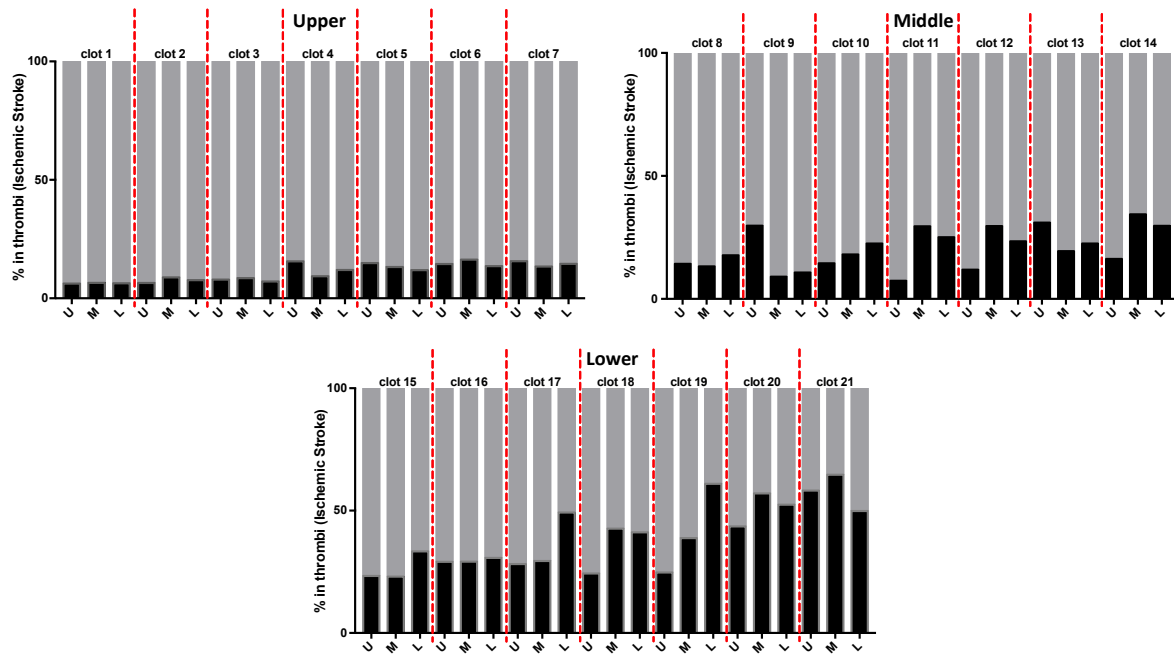 Upper
clot 1 clot 2 clot 3 clot 4 clot 5 clot 6 clot 7
% in thrombi (Ischemic Stroke)
100
50
0
U M L U M L U M L U M L U M L U M L U M L
Middle
clot 8 clot 9 clot 10 clot 11 clot 12 clot 13 clot 14
% in thrombi (Ischemic Stroke)
100
50
0
U M L U M L U M L U M L U M L U M L U M L
Lower
clot 15 clot 16 clot 17 clot 18 clot 19 clot 20 clot 21
% in thrombi (Ischemic Stroke)
100
50
0
U M L U M L U M L U M L U M L U M L U M L